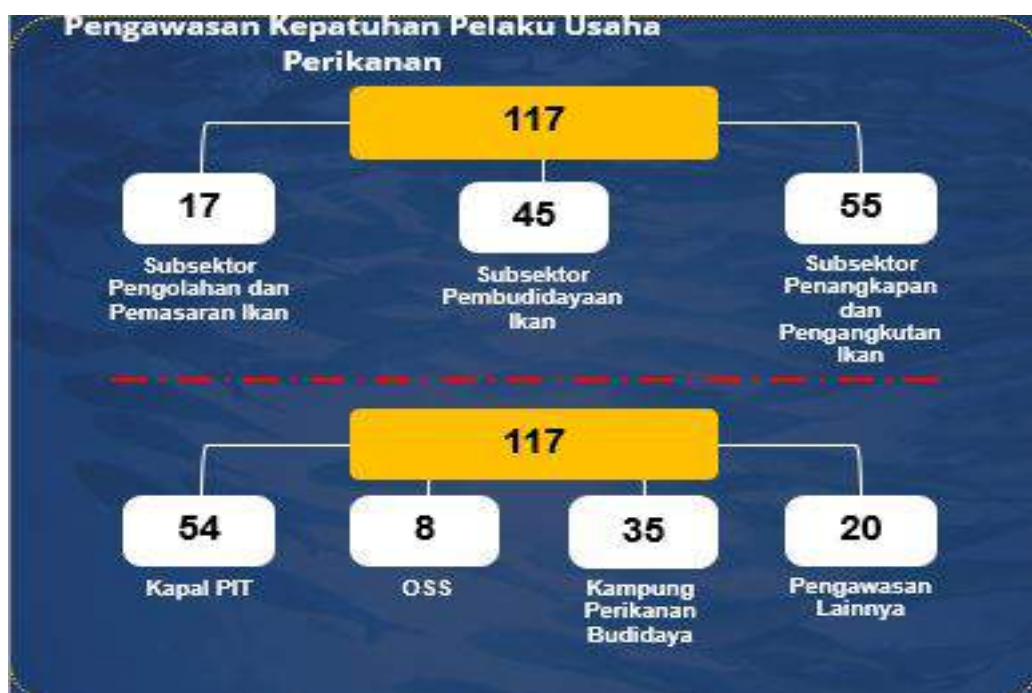 Pengawasan Kepatuhan Pelaku Usaha
Perikanan
117
17
45
55
Subsektor
Pengolahan dan
Pemasaran Ikan
Subsektor
Pembudidayaan
Ikan
Subsektor
Penangkapan
dan
Pengangkutan
Ikan
117
54
8
35
20
Kapal PIT
OSS
Kampung
Perikanan
Budidaya
Pengawasan
Lainnya